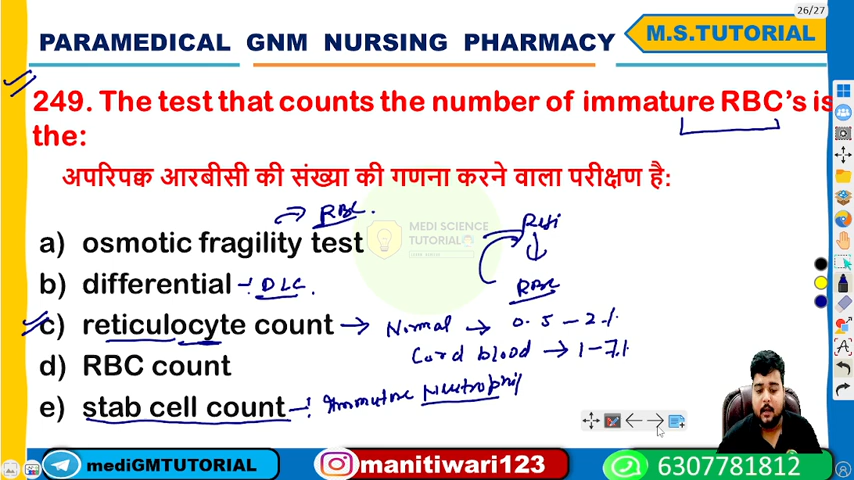 26/27
PARAMEDICAL GNM NURSING PHARMACY
M.S.TUTORIAL
249. The test that counts the number of immature RBC's is
the:
अपरिपक्व आरबीसी की संख्या की गणना करने वाला परीक्षण है:
RBC.
MEDI SCIENCE
TUTORIAL
Reti
a) osmotic fragility test
b) differential
DLC.
RBC
c) reticulocyte count → Normal → 0.5 - 2%
Cord blood → 1-7%
d) RBC count
e) stab cell count
Immature Neutrophil
mediGMTUTORIAL
manitiwari123
6307781812